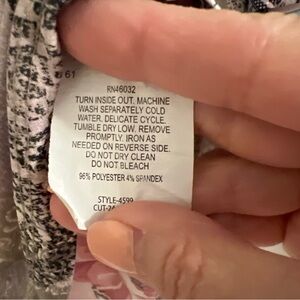 61
RN46032
TURN INSIDE OUT. MACHINE
WASH SEPARATELY COLD
WATER. DELICATE CYCLE.
TUMBLE DRY LOW. REMOVE
PROMPTLY. IRON AS
NEEDED ON REVERSE SIDE.
DO NOT DRY CLEAN
DO NOT BLEACH
96% POLYESTER 4% SPANDEX
STYLE-4599